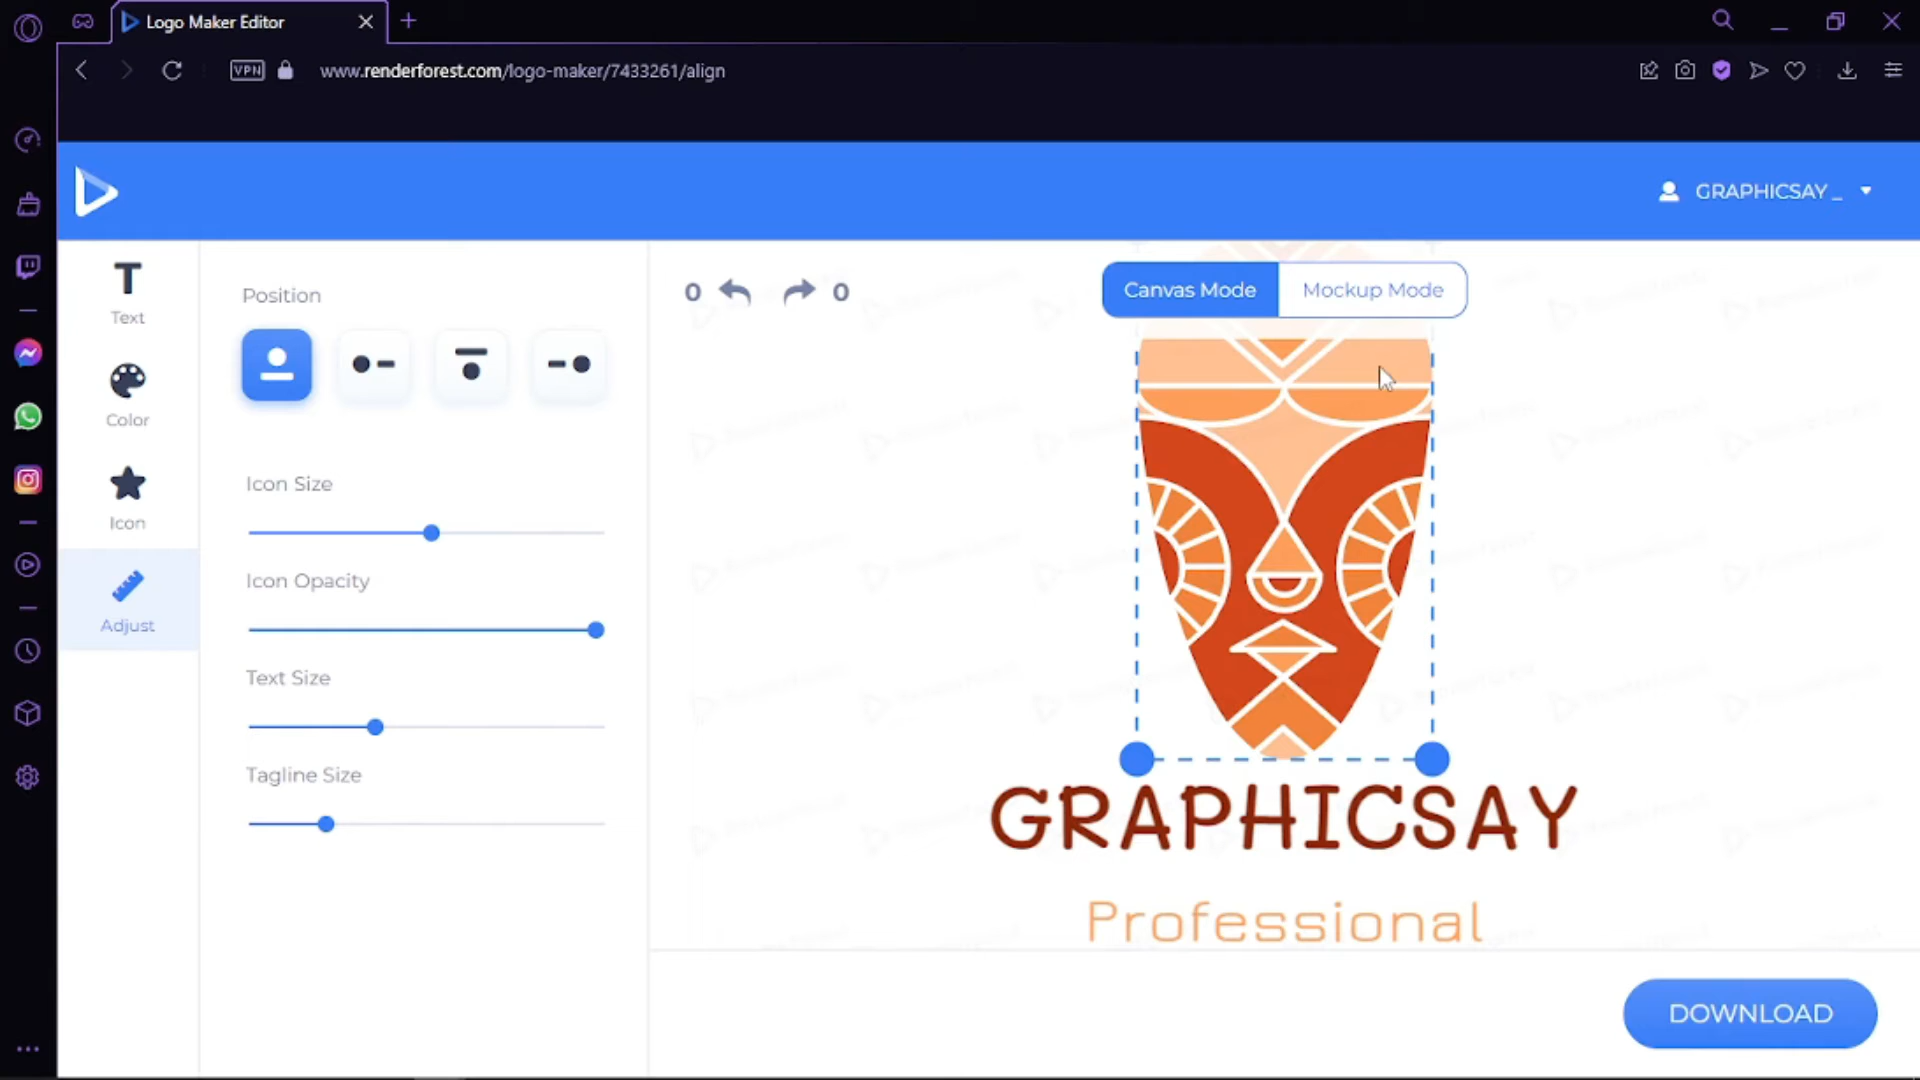 Logo Maker Editor
VPN
www.renderforest.com/logo-maker/7433261/align
GRAPHICSAY _
Text
Color
Icon
Adjust
Position
Icon Size
Icon Opacity
Text Size
Tagline Size
0
0
Canvas Mode
Mockup Mode
GRAPHICSAY
Professional
DOWNLOAD